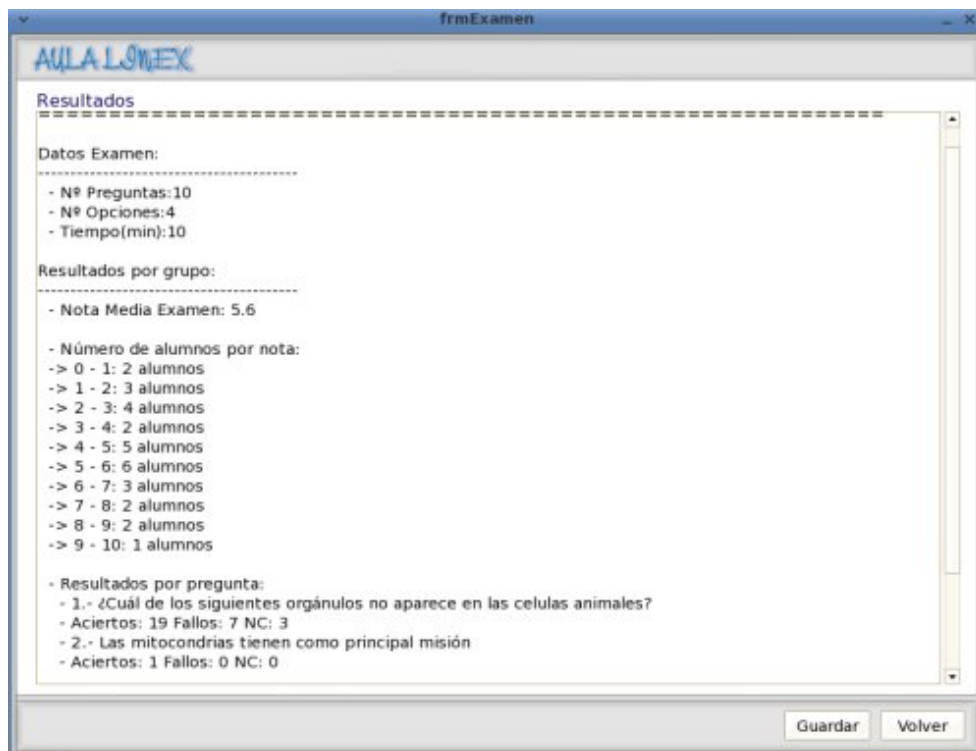 frmExamen
AULA LINEX
Resultados
============================================================
Datos Examen:
----------------------------------------
- Nº Preguntas:10
- Nº Opciones:4
- Tiempo(min):10
Resultados por grupo:
----------------------------------------
- Nota Media Examen: 5.6
- Número de alumnos por nota:
-> 0 - 1: 2 alumnos
-> 1 - 2: 3 alumnos
-> 2 - 3: 4 alumnos
-> 3 - 4: 2 alumnos
-> 4 - 5: 5 alumnos
-> 5 - 6: 6 alumnos
-> 6 - 7: 3 alumnos
-> 7 - 8: 2 alumnos
-> 8 - 9: 2 alumnos
-> 9 - 10: 1 alumnos
- Resultados por pregunta:
- 1.- ¿Cuál de los siguientes orgánulos no aparece en las celulas animales?
- Aciertos: 19 Fallos: 7 NC: 3
- 2.- Las mitocondrias tienen como principal misión
- Aciertos: 1 Fallos: 0 NC: 0
Guardar Volver